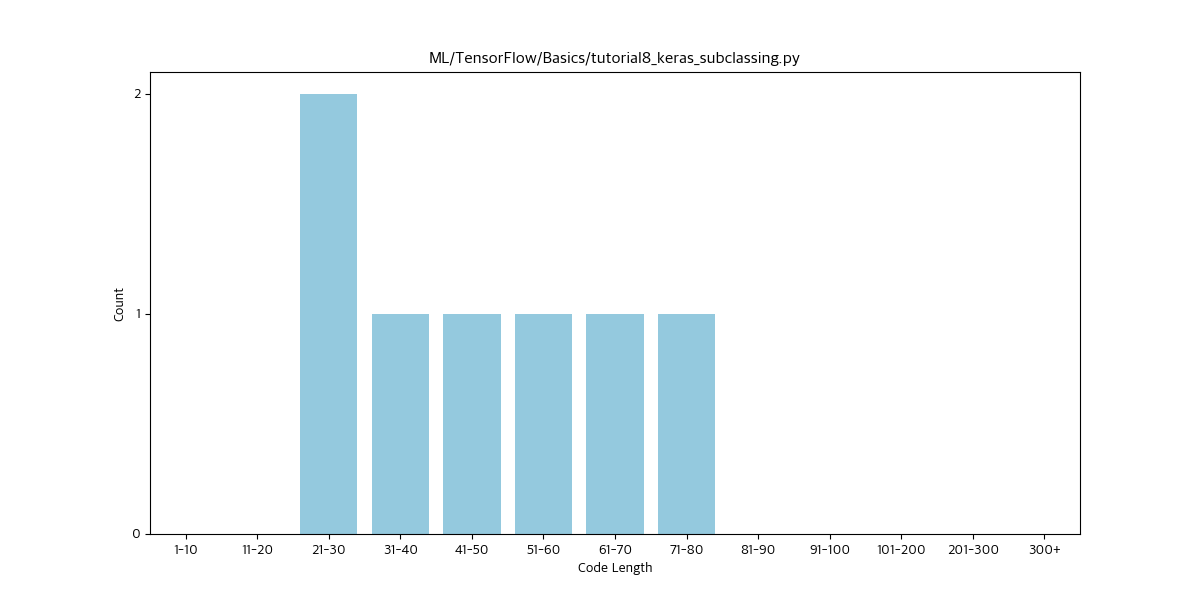 ML/TensorFlow/Basics/tutorial8_keras_subclassing.py
2
1
0
Count
1-10 11-20 21-30 31-40 41-50 51-60 61-70 71-80 81-90 91-100 101-200 201-300 300+
Code Length